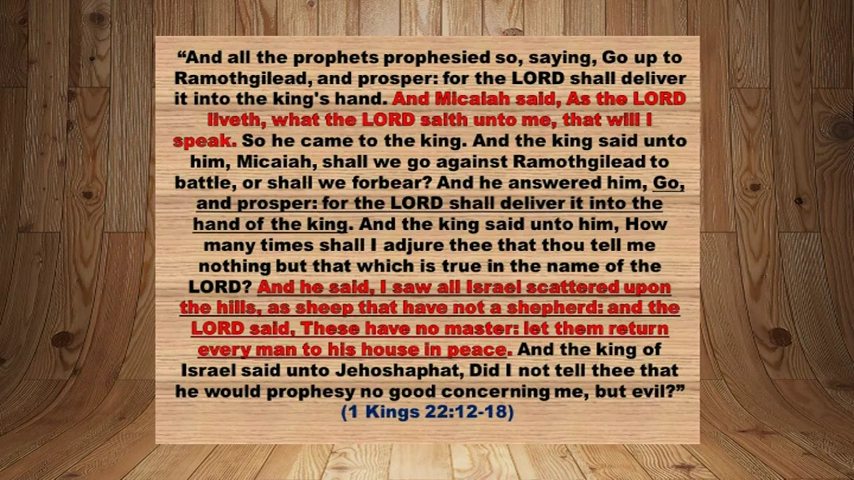 “And all the prophets prophesied so, saying, Go up to
Ramothgilead, and prosper: for the LORD shall deliver
it into the king's hand. And Micaiah said, As the LORD
liveth, what the LORD saith unto me, that will I
speak. So he came to the king. And the king said unto
him, Micaiah, shall we go against Ramothgilead to
battle, or shall we forbear? And he answered him, Go,
and prosper: for the LORD shall deliver it into the
hand of the king. And the king said unto him, How
many times shall I adjure thee that thou tell me
nothing but that which is true in the name of the
LORD? And he said, I saw all Israel scattered upon
the hills, as sheep that have not a shepherd: and the
LORD said, These have no master: let them return
every man to his house in peace. And the king of
Israel said unto Jehoshaphat, Did I not tell thee that
he would prophesy no good concerning me, but evil?”
(1 Kings 22:12-18)